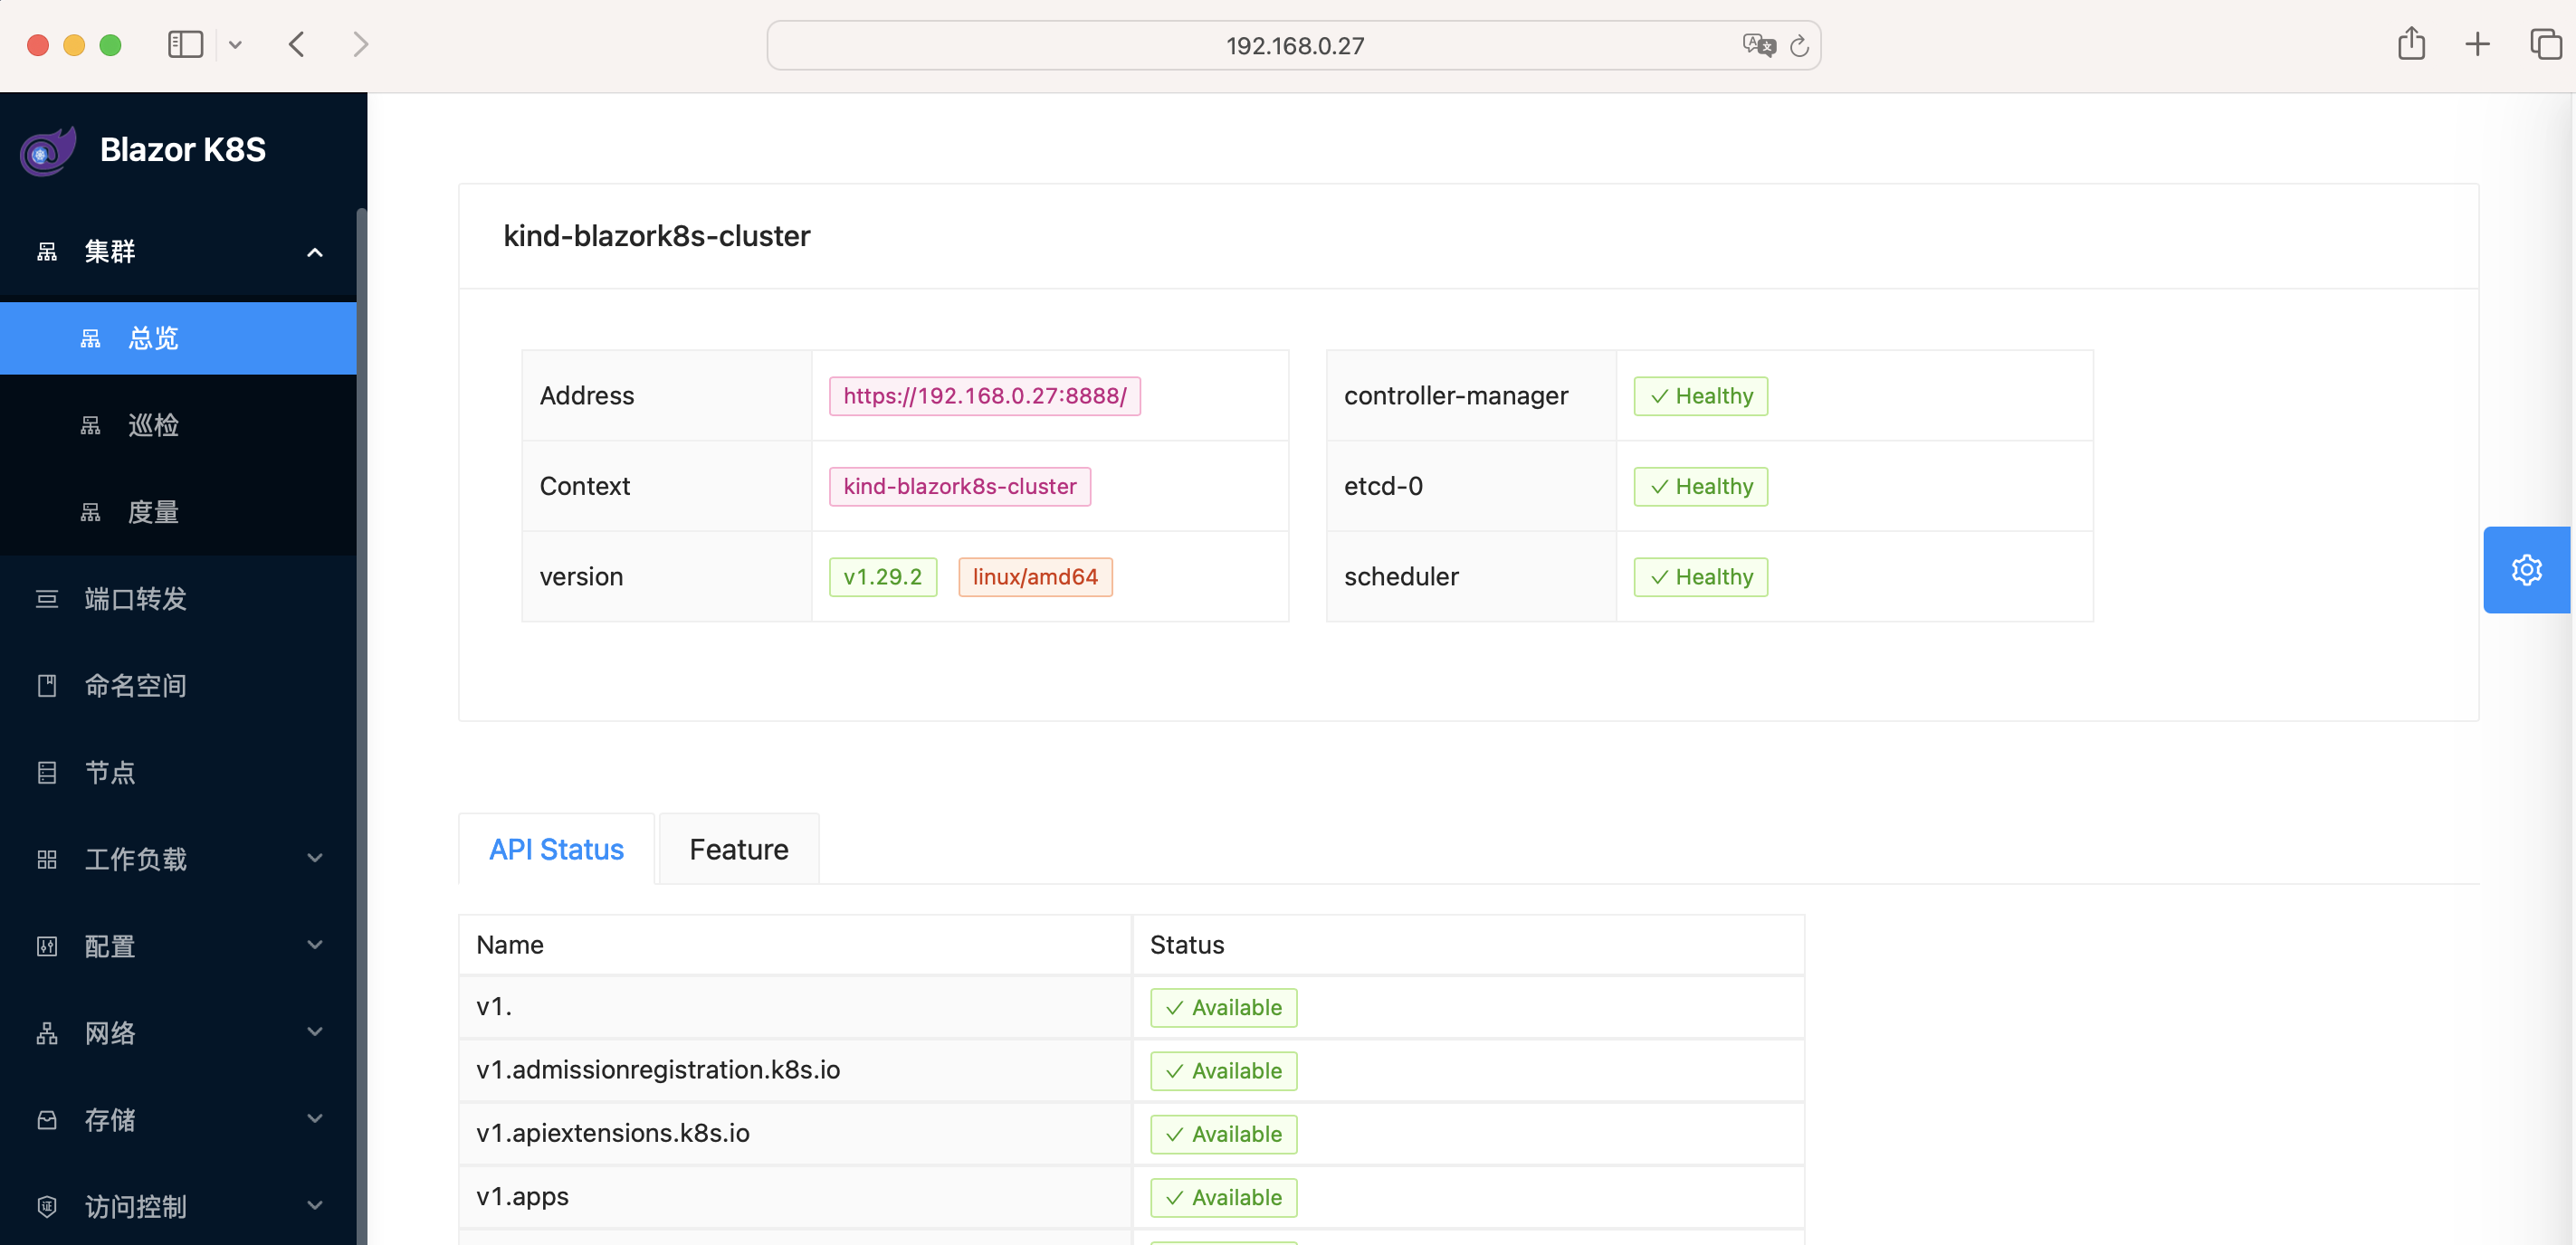 192.168.0.27
Blazor K8S
集群
总览
巡检
度量
端口转发
命名空间
节点
工作负载
配置
网络
存储
访问控制
kind-blazork8s-cluster
Address
https://192.168.0.27:8888/
Context
kind-blazork8s-cluster
version
v1.29.2 linux/amd64
controller-manager
Healthy
etcd-0
Healthy
scheduler
Healthy
API Status
Feature
Name Status
v1. Available
v1.admissionregistration.k8s.io Available
v1.apiextensions.k8s.io Available
v1.apps Available